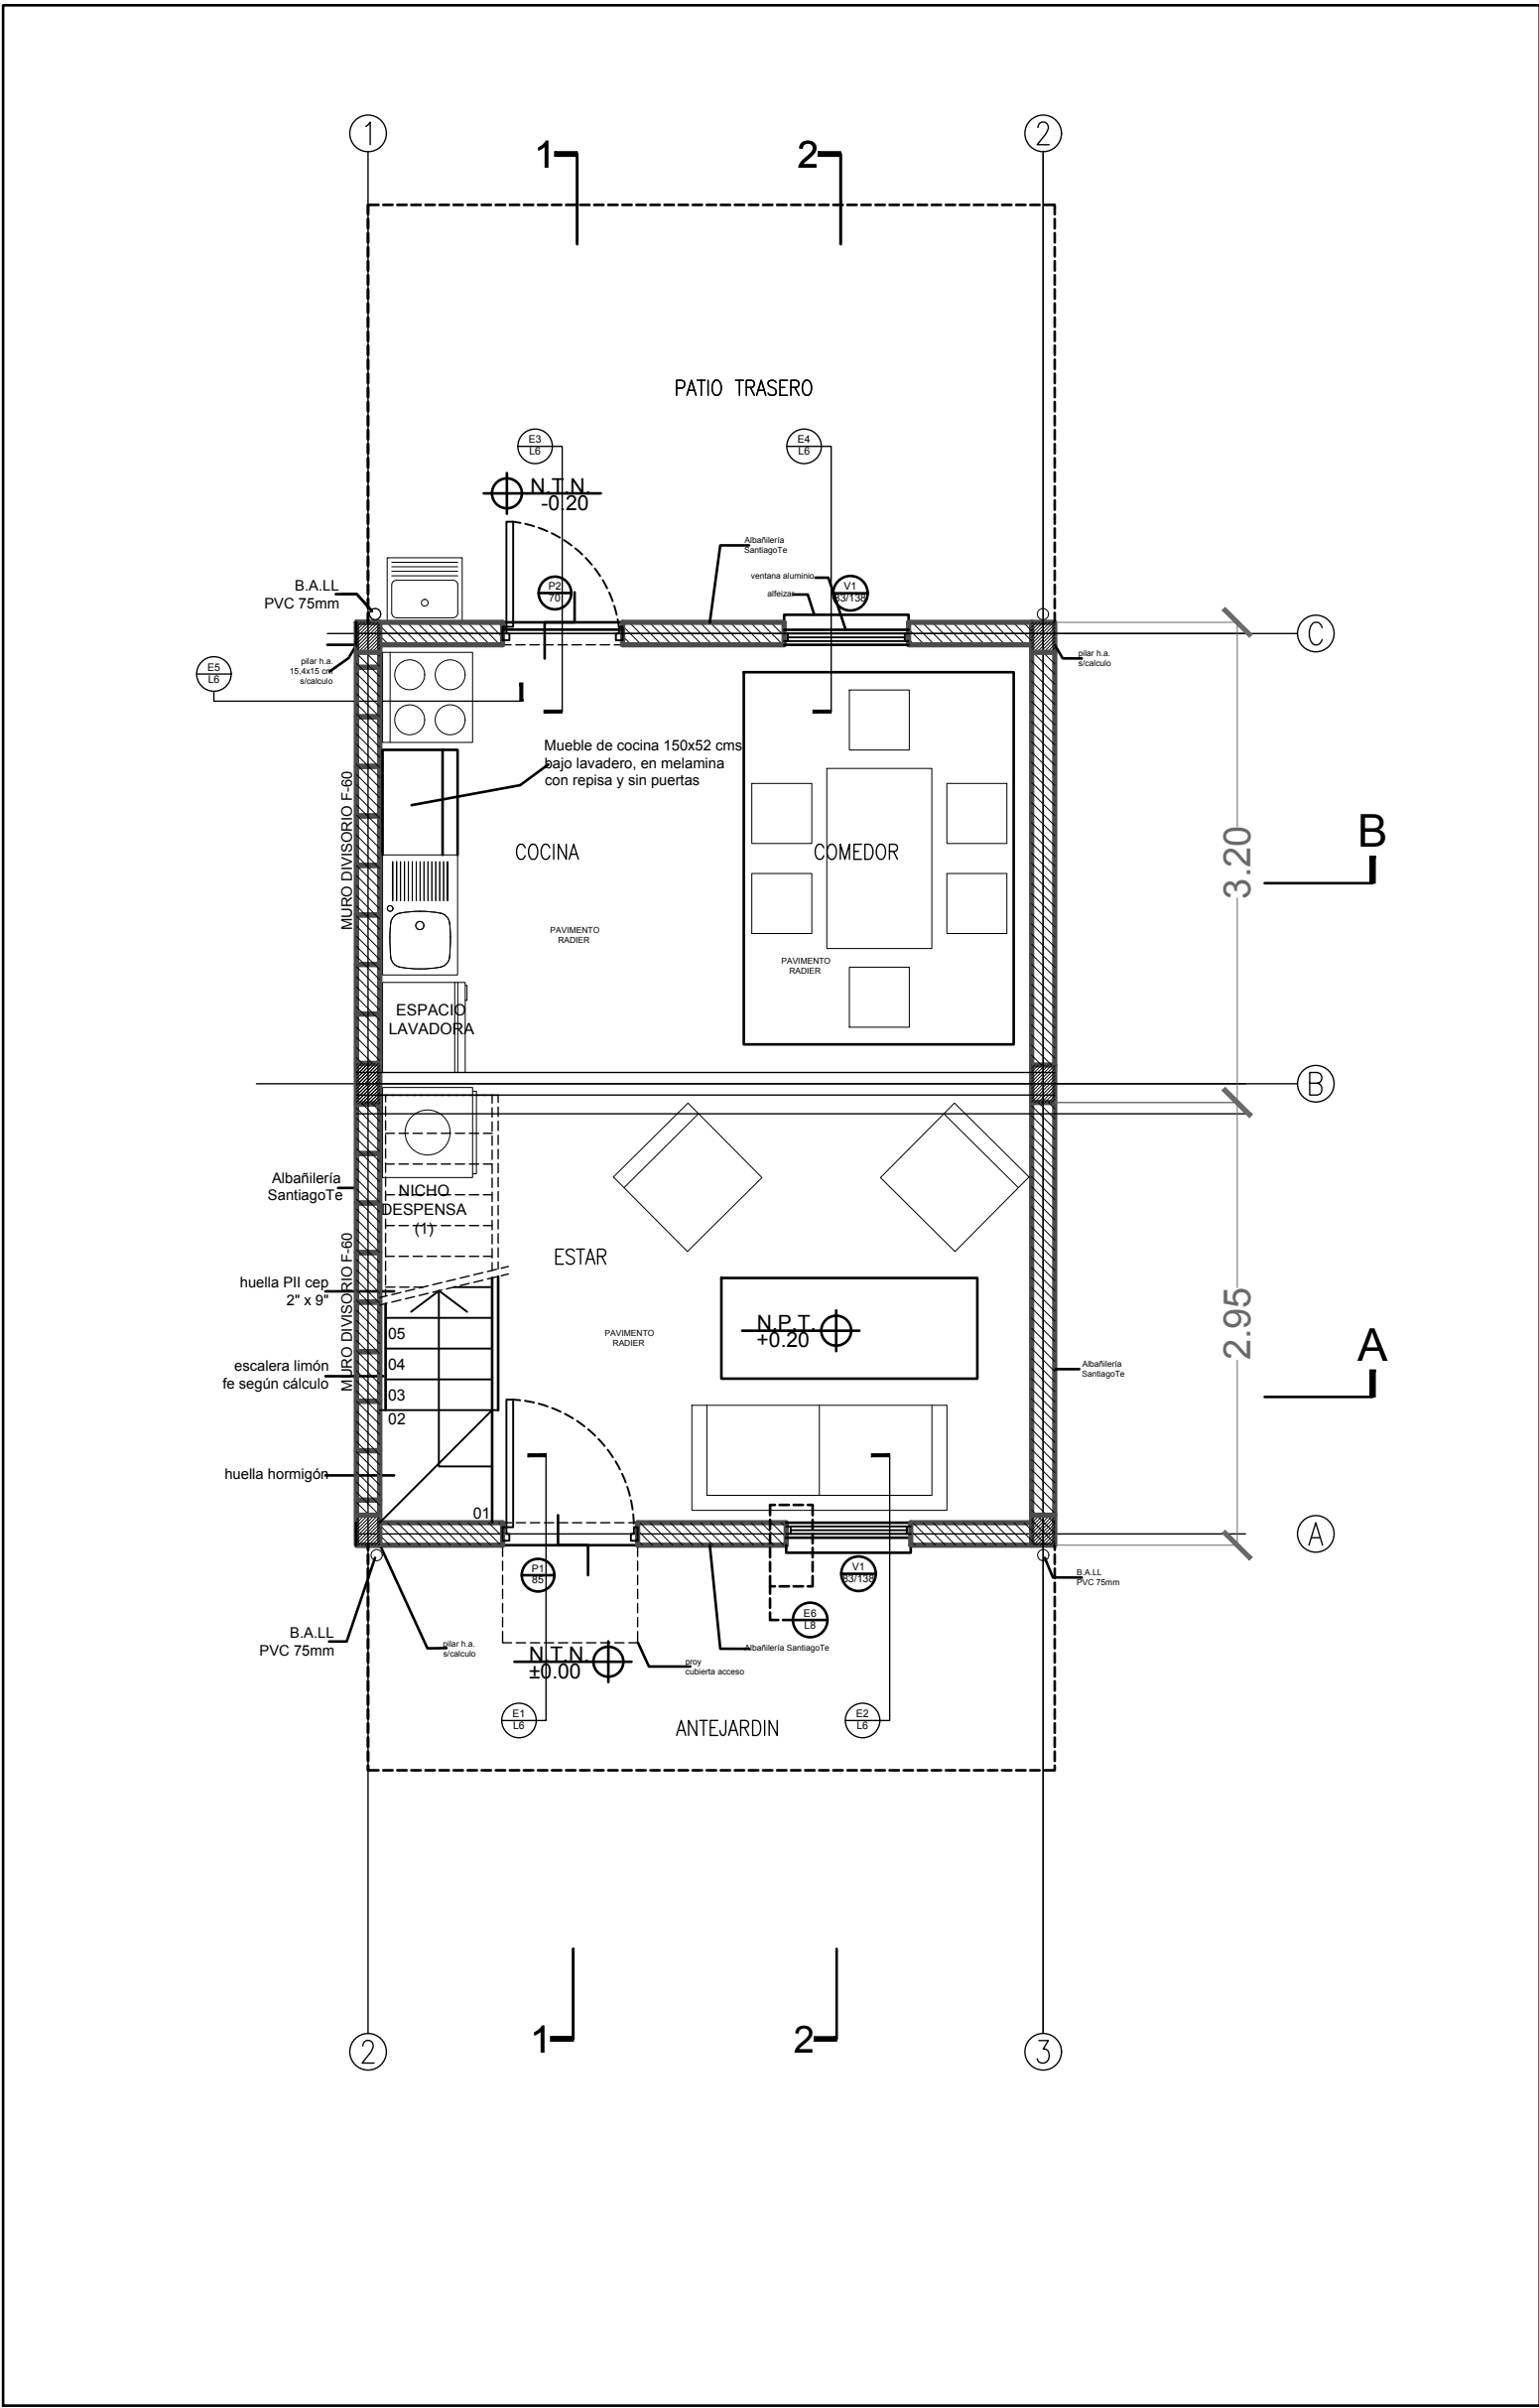 1
2
1
2
PATIO TRASERO
E3
L6
E4
L6
N.T.N.
-0.20
Albañilería
SantiagoTe
ventana aluminio
alfeizar
P2
70
V1
83/138
B.A.LL
PVC 75mm
C
pilar h.a.
15,4x15 cm
s/calculo
pilar h.a.
s/calculo
E5
L6
Mueble de cocina 150x52 cms
bajo lavadero, en melamina
con repisa y sin puertas
MURO DIVISORIO F-60
COCINA
COMEDOR
3.20
B
PAVIMENTO
RADIER
PAVIMENTO
RADIER
ESPACIO
LAVADORA
B
Albañilería
SantiagoTe
NICHO
DESPENSA
(1)
ESTAR
MURO DIVISORIO F-60
huella PII cep
2" x 9"
N.P.T.
+0.20
PAVIMENTO
RADIER
2.95
A
05
04
03
02
01
escalera limón
fe según cálculo
Albañilería
SantiagoTe
huella hormigón
A
P1
85
V1
83/138
B.A.LL
PVC 75mm
E6
L8
B.A.LL
PVC 75mm
pilar h.a.
s/calculo
Albañilería SantiagoTe
N.T.N.
±0.00
proy
cubierta acceso
E1
L6
E2
L6
ANTEJARDIN
1
2
2
3